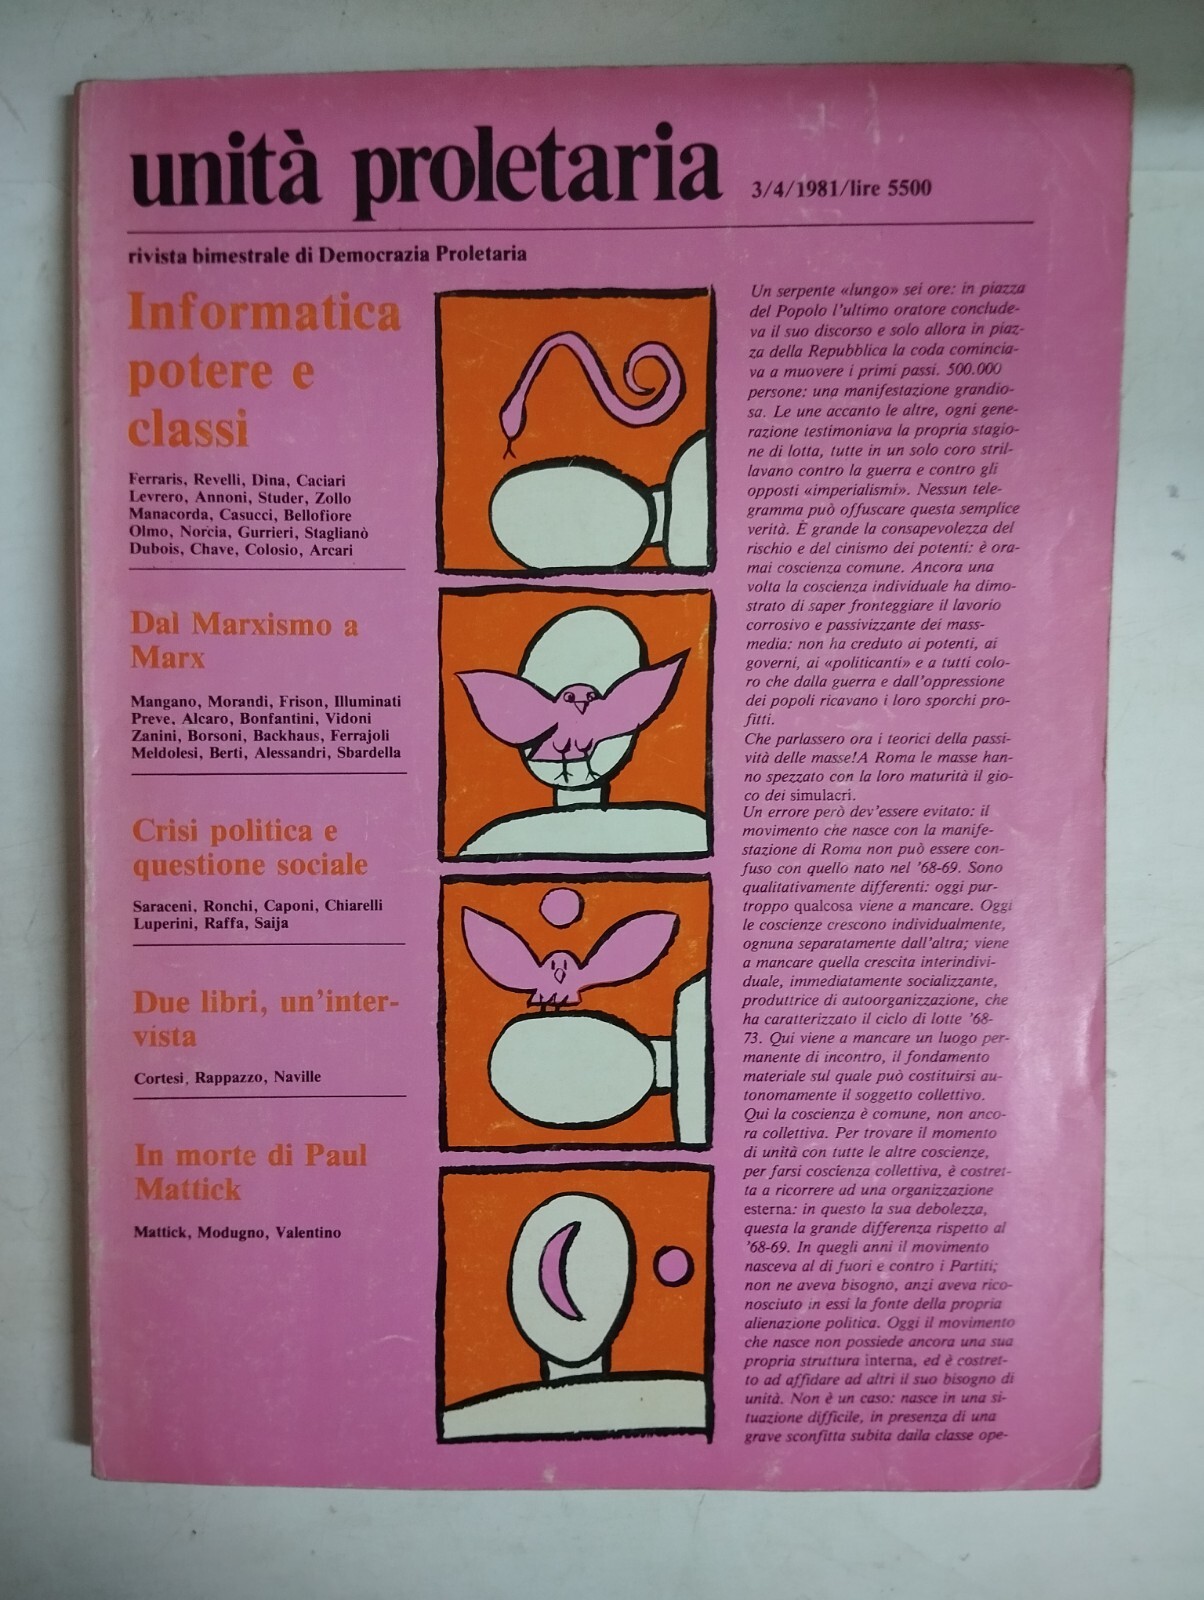 unità proletaria
3/4/1981/lire 5500
rivista bimestrale di Democrazia Proletaria
Informatica
potere e
classi
Ferraris, Revelli, Dina, Caciari
Levrero, Annoni, Studer, Zollo
Manacorda, Casucci, Bellofiore
Olmo, Norcia, Gurrieri, Staglianò
Dubois, Chave, Colosio, Arcari
Dal Marxismo a
Marx
Mangano, Morandi, Frison, Illuminati
Preve, Alcaro, Bonfantini, Vidoni
Zanini, Borsoni, Backhaus, Ferrajoli
Meldolesi, Berti, Alessandri, Sbardella
Crisi politica e
questione sociale
Saraceni, Ronchi, Caponi, Chiarelli
Luperini, Raffa, Saija
Due libri, un'inter-
vista
Cortesi, Rappazzo, Naville
In morte di Paul
Mattick
Mattick, Modugno, Valentino
Un serpente «lungo» sei ore: in piazza
del Popolo l'ultimo oratore conclude-
va il suo discorso e solo allora in piaz-
za della Repubblica la coda comincia-
va a muovere i primi passi. 500.000
persone: una manifestazione grandio-
sa. Le une accanto le altre, ogni gene-
razione testimoniava la propria stagio-
ne di lotta, tutte in un solo coro stril-
lavano contro la guerra e contro gli
opposti «imperialismi». Nessun tele-
gramma può offuscare questa semplice
verità. È grande la consapevolezza del
rischio e del cinismo dei potenti: è ora-
mai coscienza comune. Ancora una
volta la coscienza individuale ha dimo-
strato di saper fronteggiare il lavorio
corrosivo e passivizzante dei mass-
media: non ha creduto ai potenti, ai
governi, ai «politicanti» e a tutti colo-
ro che dalla guerra e dall'oppressione
dei popoli ricavano i loro sporchi pro-
fitti.
Che parlassero ora i teorici della passi-
vità delle masse!A Roma le masse han-
no spezzato con la loro maturità il gio-
co dei simulacri.
Un errore però dev'essere evitato: il
movimento che nasce con la manife-
stazione di Roma non può essere con-
fuso con quello nato nel '68-69. Sono
qualitativamente differenti: oggi pur-
troppo qualcosa viene a mancare. Oggi
le coscienze crescono individualmente,
ognuna separatamente dall'altra; viene
a mancare quella crescita interindivi-
duale, immediatamente socializzante,
produttrice di autoorganizzazione, che
ha caratterizzato il ciclo di lotte '68-
73. Qui viene a mancare un luogo per-
manente di incontro, il fondamento
materiale sul quale può costituirsi au-
tonomamente il soggetto collettivo.
Qui la coscienza è comune, non anco-
ra collettiva. Per trovare il momento
di unità con tutte le altre coscienze,
per farsi coscienza collettiva, è costret-
ta a ricorrere ad una organizzazione
esterna: in questo la sua debolezza,
questa la grande differenza rispetto al
'68-69. In quegli anni il movimento
nasceva al di fuori e contro i Partiti;
non ne aveva bisogno, anzi aveva rico-
nosciuto in essi la fonte della propria
alienazione politica. Oggi il movimento
che nasce non possiede ancora una sua
propria struttura interna, ed è costret-
to ad affidare ad altri il suo bisogno di
unità. Non è un caso: nasce in una si-
tuazione difficile, in presenza di una
grave sconfitta subita dalla classe ope-